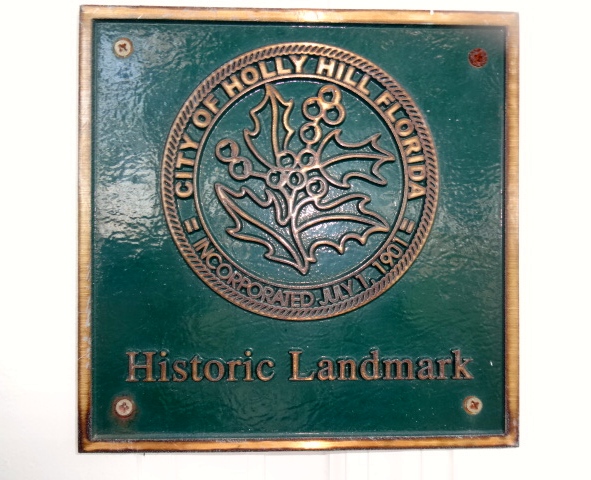 CITY OF HOLLY HILL FLORIDA
INCORPORATED JULY 1, 1901
Historic Landmark